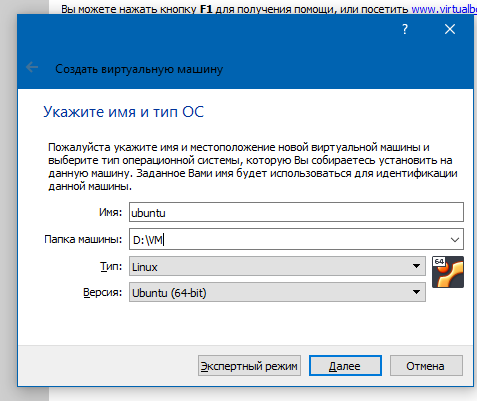 Вы можете нажать кнопку F1 для получения помощи, или посетить www.virtualb
?
Создать виртуальную машину
Укажите имя и тип ОС
Пожалуйста укажите имя и местоположение новой виртуальной машины и
выберите тип операционной системы, которую Вы собираетесь установить на
данную машину. Заданное Вами имя будет использоваться для идентификации
данной машины.
Имя: ubuntu
Папка машины: D:\VM
Тип: Linux
64
Версия: Ubuntu (64-bit)
Экспертный режим Далее Отмена